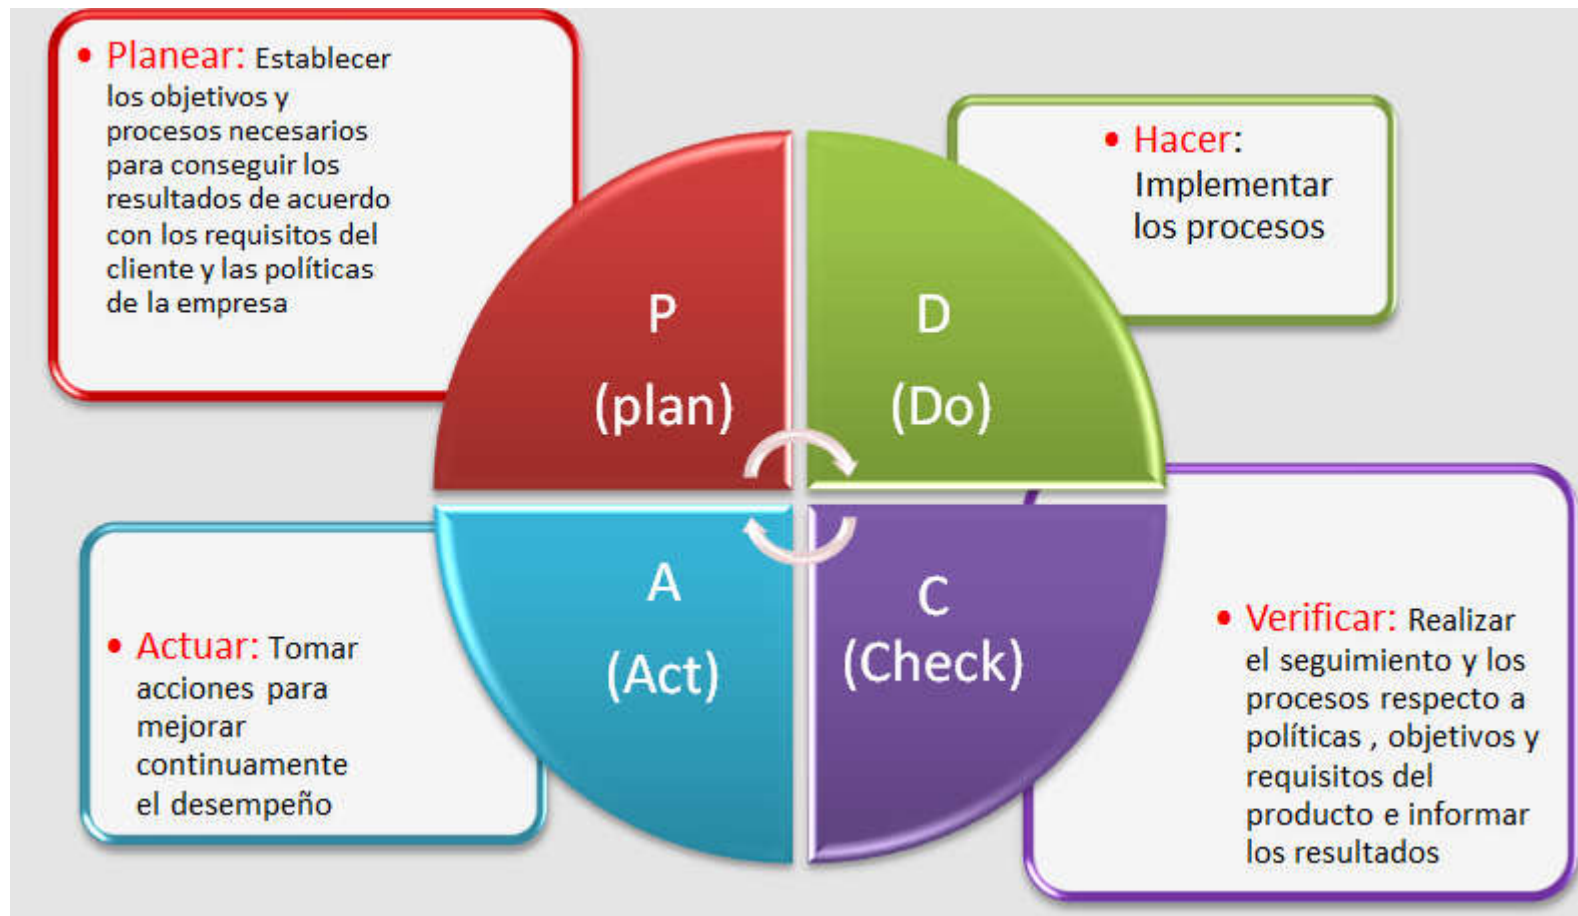 • Planear: Establecer
los objetivos y
procesos necesarios
para conseguir los
resultados de acuerdo
con los requisitos del
cliente y las políticas
de la empresa
• Hacer:
Implementar
los procesos
P
(plan)
D
(Do)
A
(Act)
C
(Check)
• Actuar: Tomar
acciones para
mejorar
continuamente
el desempeño
• Verificar: Realizar
el seguimiento y los
procesos respecto a
políticas , objetivos y
requisitos del
producto e informar
los resultados